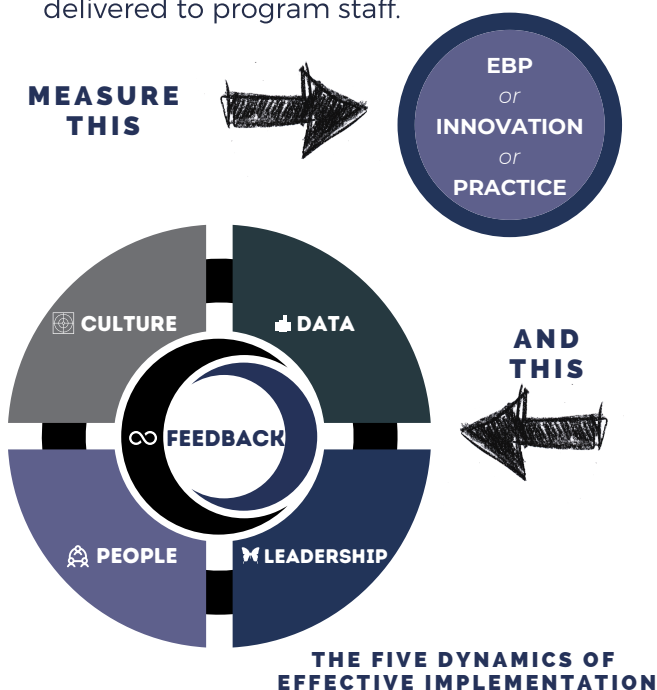 delivered to program staff.
MEASURE
THIS
EBP
or
INNOVATION
or
PRACTICE
CULTURE
DATA
AND
THIS
FEEDBACK
PEOPLE
LEADERSHIP
THE FIVE DYNAMICS OF
EFFECTIVE IMPLEMENTATION